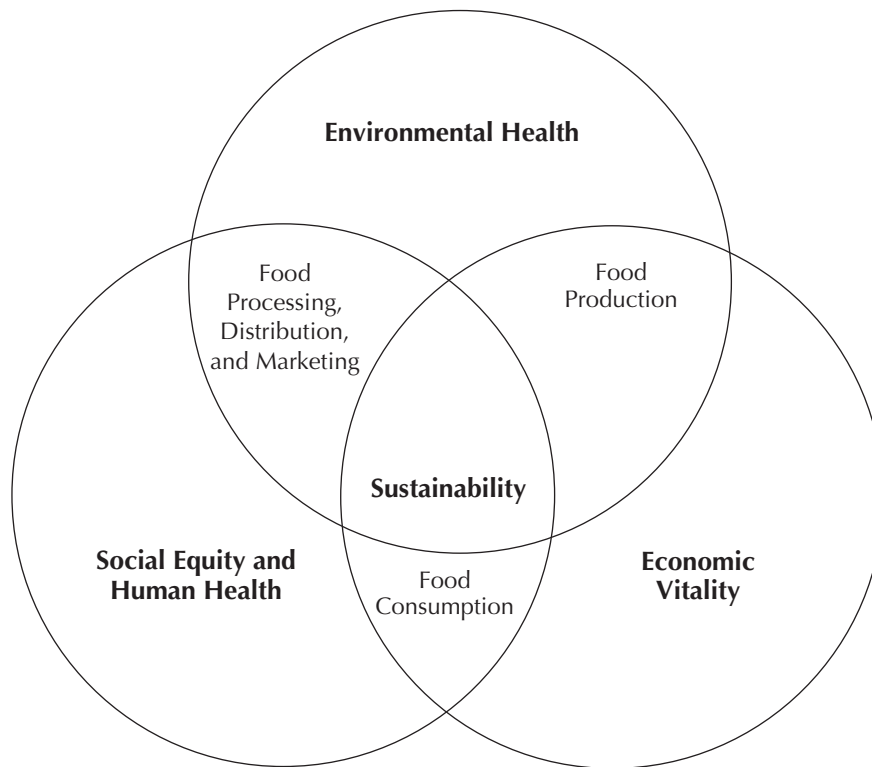 Environmental Health
Food
Processing,
Distribution,
and Marketing
Food
Production
Sustainability
Social Equity and
Human Health
Food
Consumption
Economic
Vitality